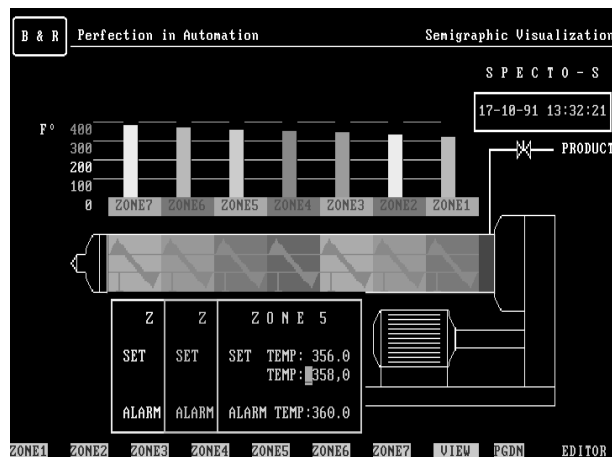 B & R Perfection in Automation Semigraphic Visualization
S P E C T O - S
17-10-91 13:32:21
PRODUCT
F° 400
300
200
100
0
ZONE7 ZONE6 ZONE5 ZONE4 ZONE3 ZONE2 ZONE1
Z Z Z O N E 5
SET SET SET TEMP: 356.0
TEMP: 358,0
ALARM ALARM ALARM TEMP:360.0
ZONE1 ZONE2 ZONE3 ZONE4 ZONE5 ZONE6 ZONE7 VIEW PGDN EDITOR